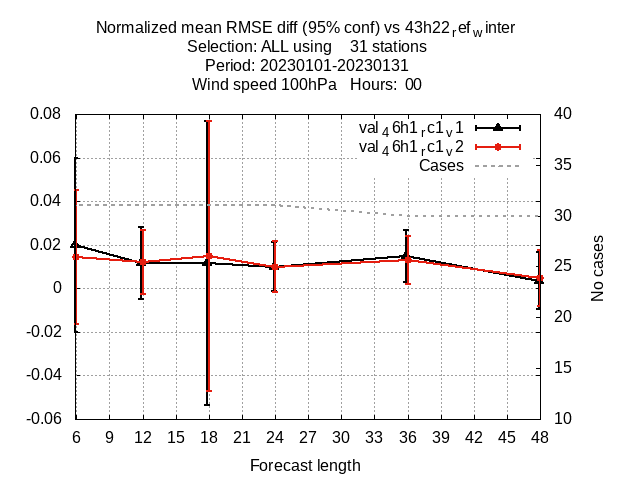 Normalized mean RMSE diff (95% conf) vs 43h22refwinter
Selection: ALL using 31 stations
Period: 20230101-20230131
Wind speed 100hPa Hours: 00
0.08
0.06
0.04
0.02
0
-0.02
-0.04
-0.06
val46h1rc1v1
val46h1rc1v2
Cases
40
35
30
25
20
15
10
No cases
6 9 12 15 18 21 24 27 30 33 36 39 42 45 48
Forecast length